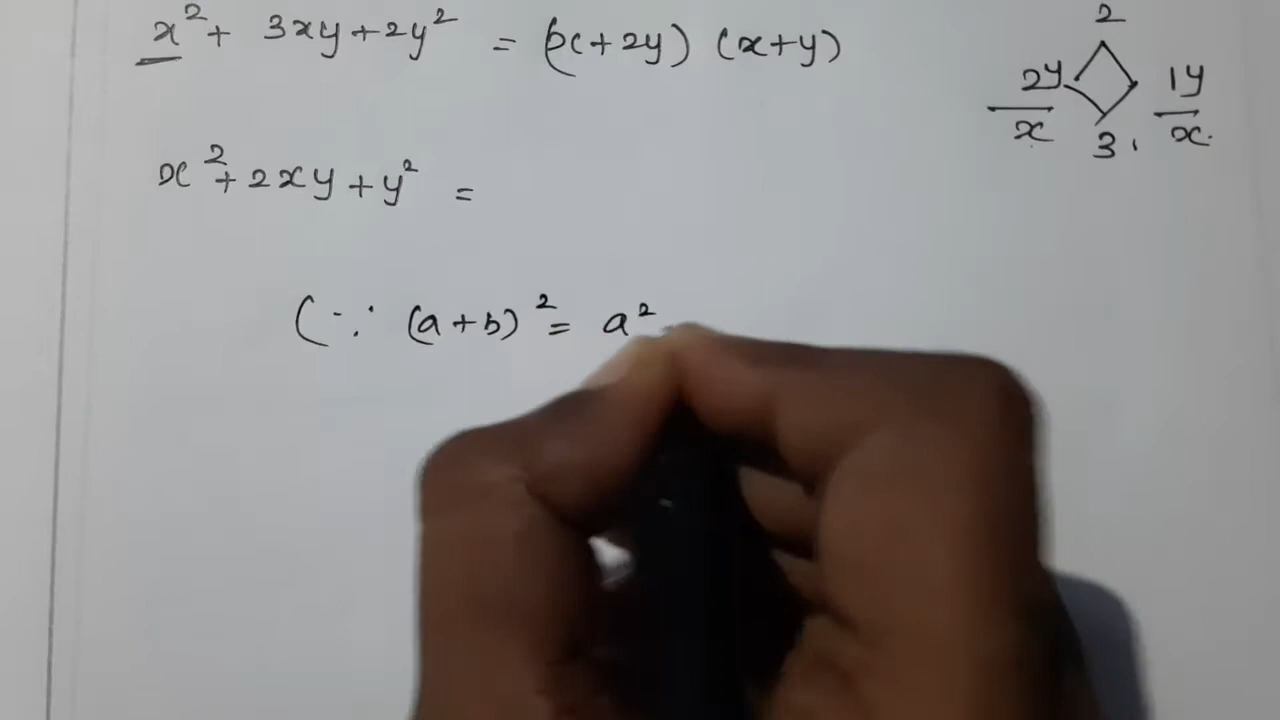 x² + 3xy + 2y² = (x + 2y) (x + y)
2
2y 1y
x 3 x
x² + 2xy + y² =
(∵ (a + b)² = a²